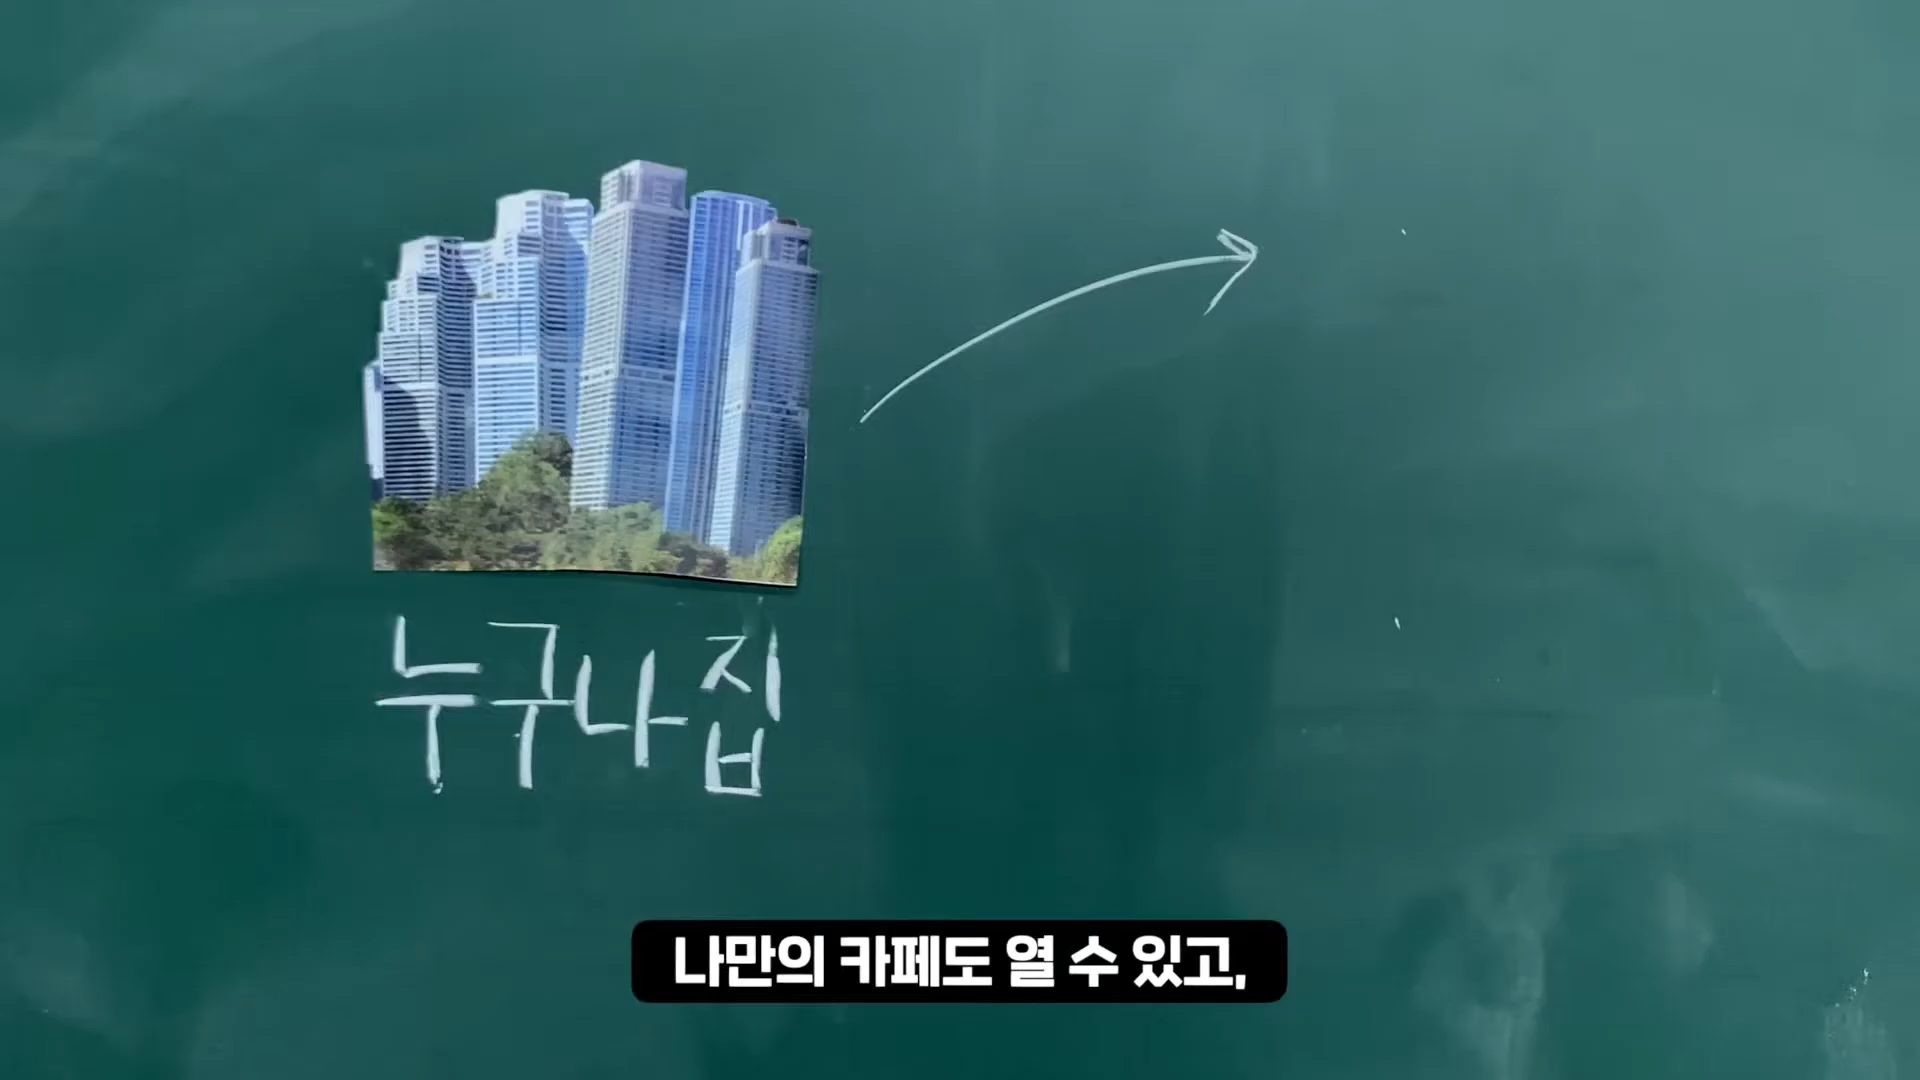 누구나 집
나만의 카페도 열 수 있고,